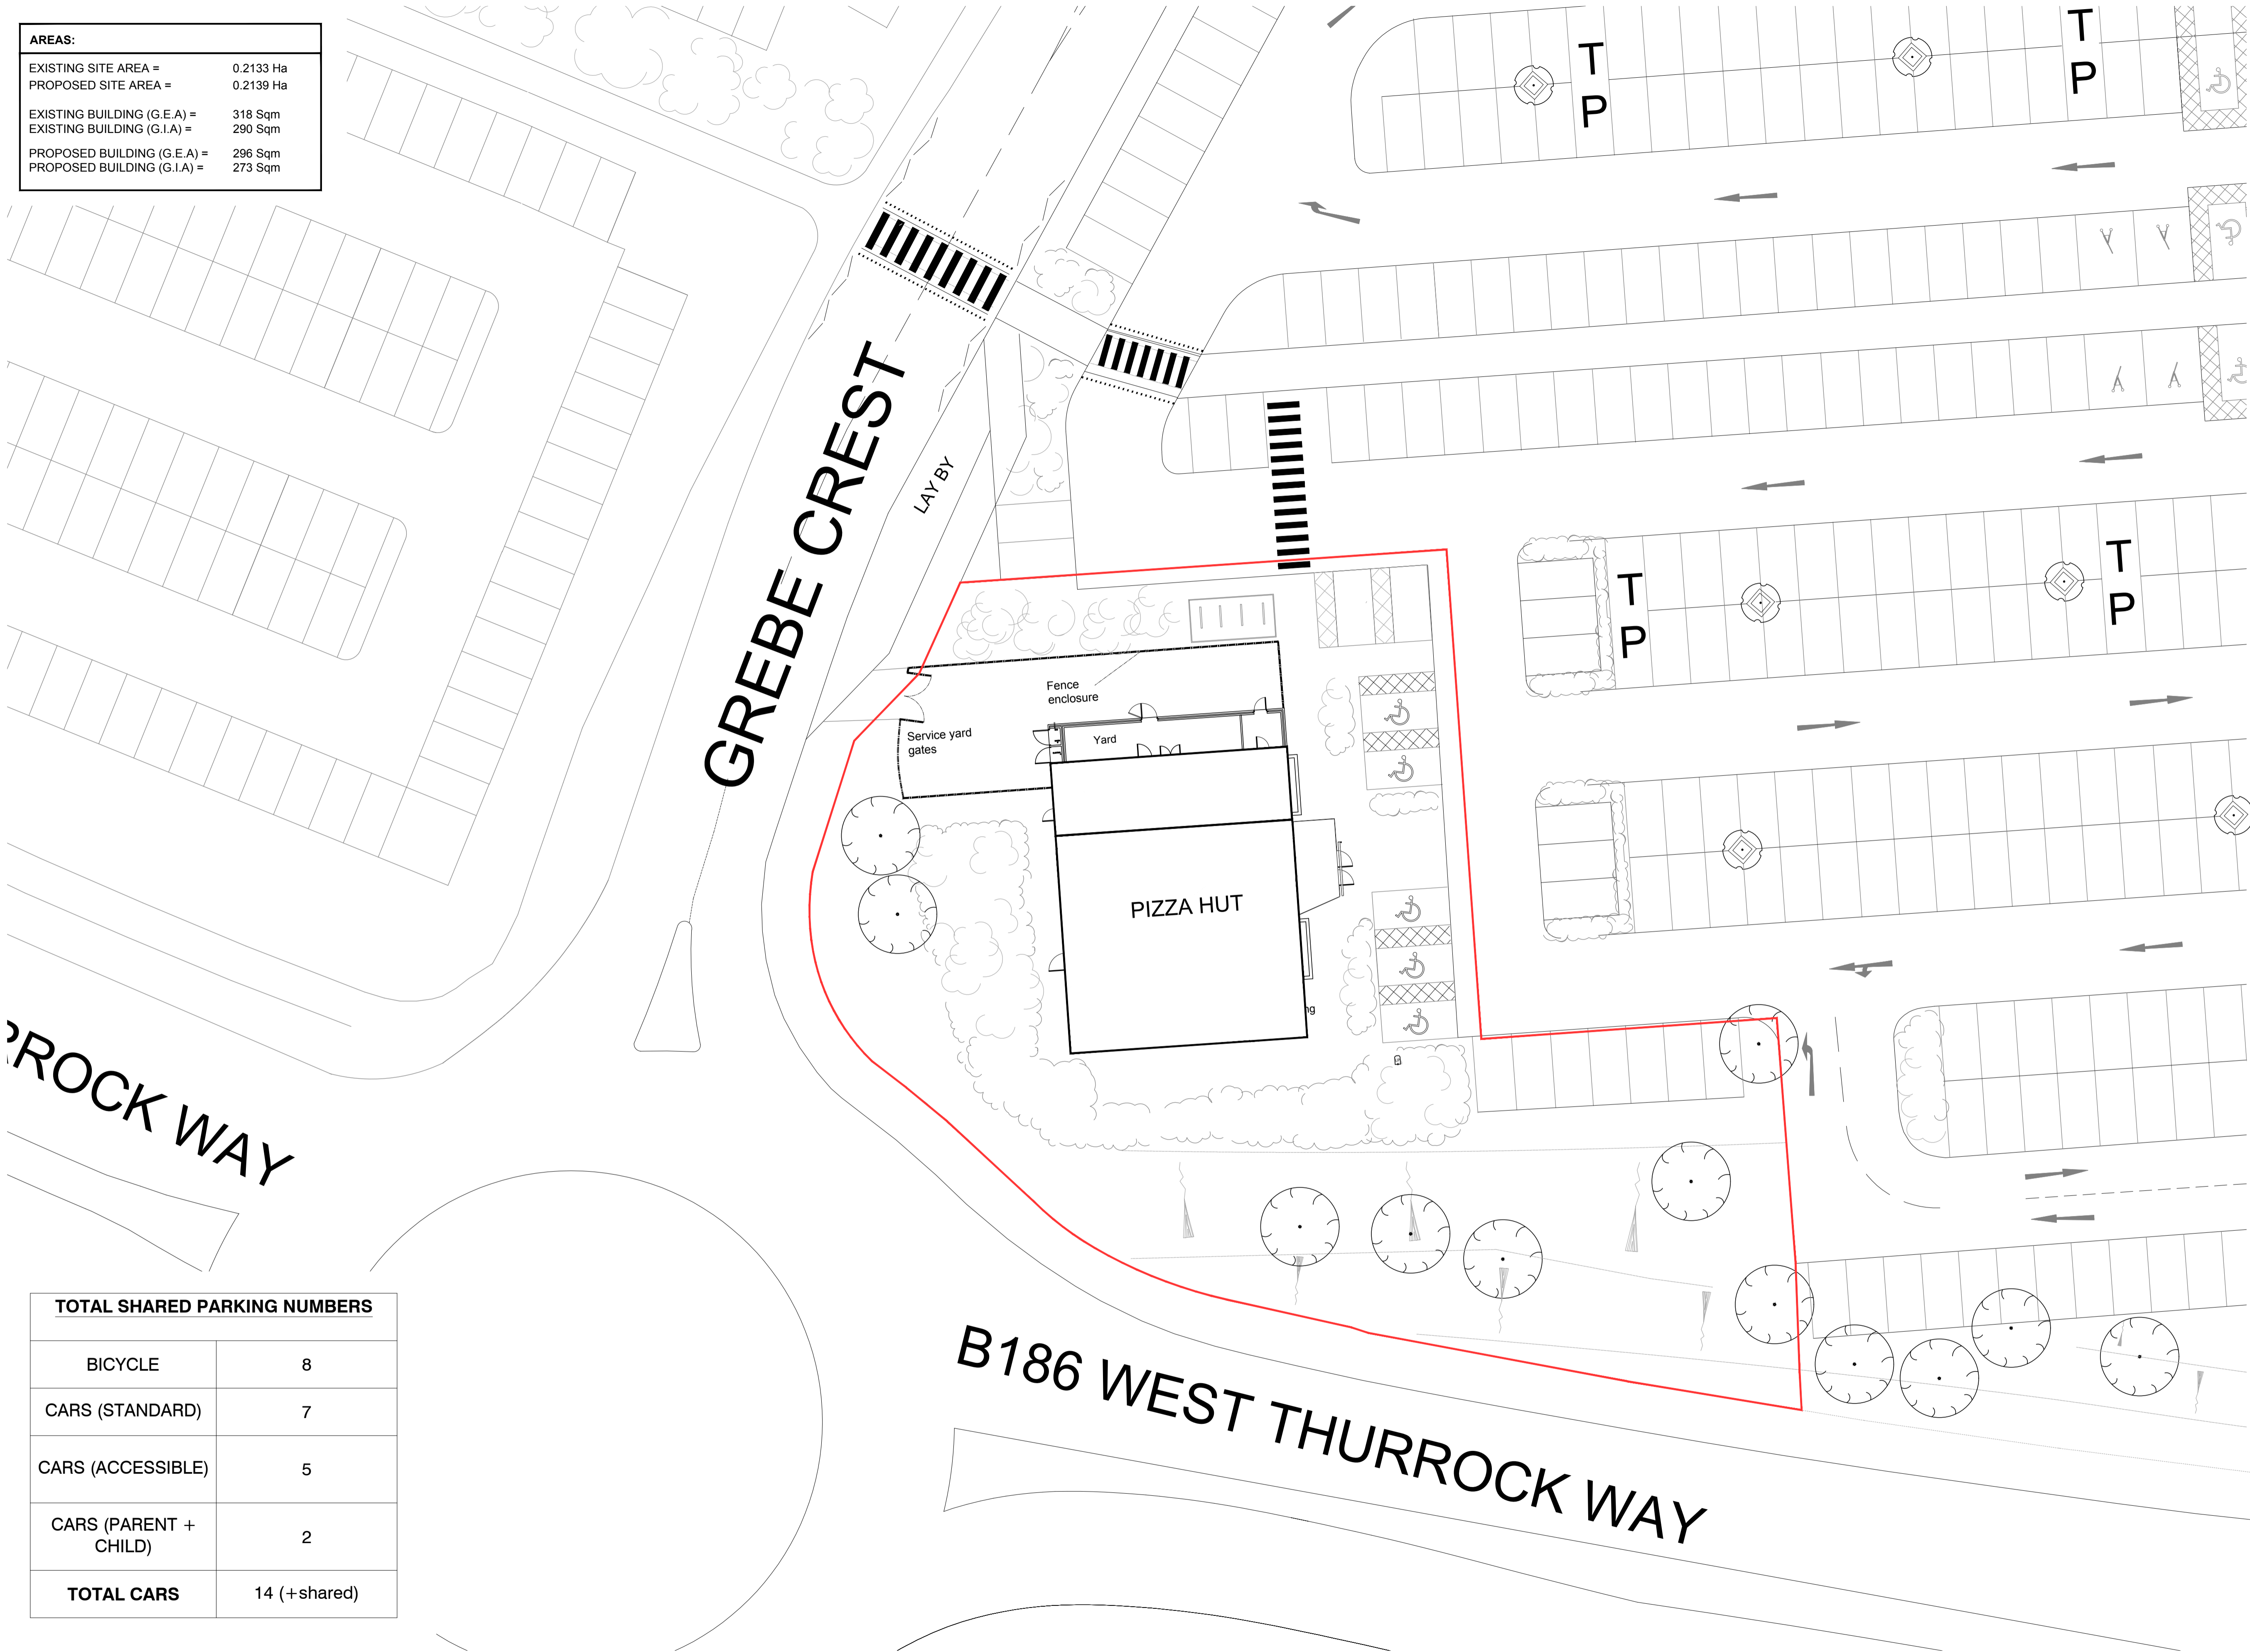 AREAS:
EXISTING SITE AREA = 0.2133 Ha
PROPOSED SITE AREA = 0.2139 Ha
EXISTING BUILDING (G.E.A) = 318 Sqm
EXISTING BUILDING (G.I.A) = 290 Sqm
PROPOSED BUILDING (G.E.A) = 296 Sqm
PROPOSED BUILDING (G.I.A) = 273 Sqm
T
P
T
P
GREBE CREST
LAY BY
T
P
T
P
Fence
enclosure
Service yard
gates
Yard
PIZZA HUT
ng
RROCK WAY
B186 WEST THURROCK WAY
TOTAL SHARED PARKING NUMBERS
BICYCLE 8
CARS (STANDARD) 7
CARS (ACCESSIBLE) 5
CARS (PARENT +
CHILD) 2
TOTAL CARS 14 (+shared)